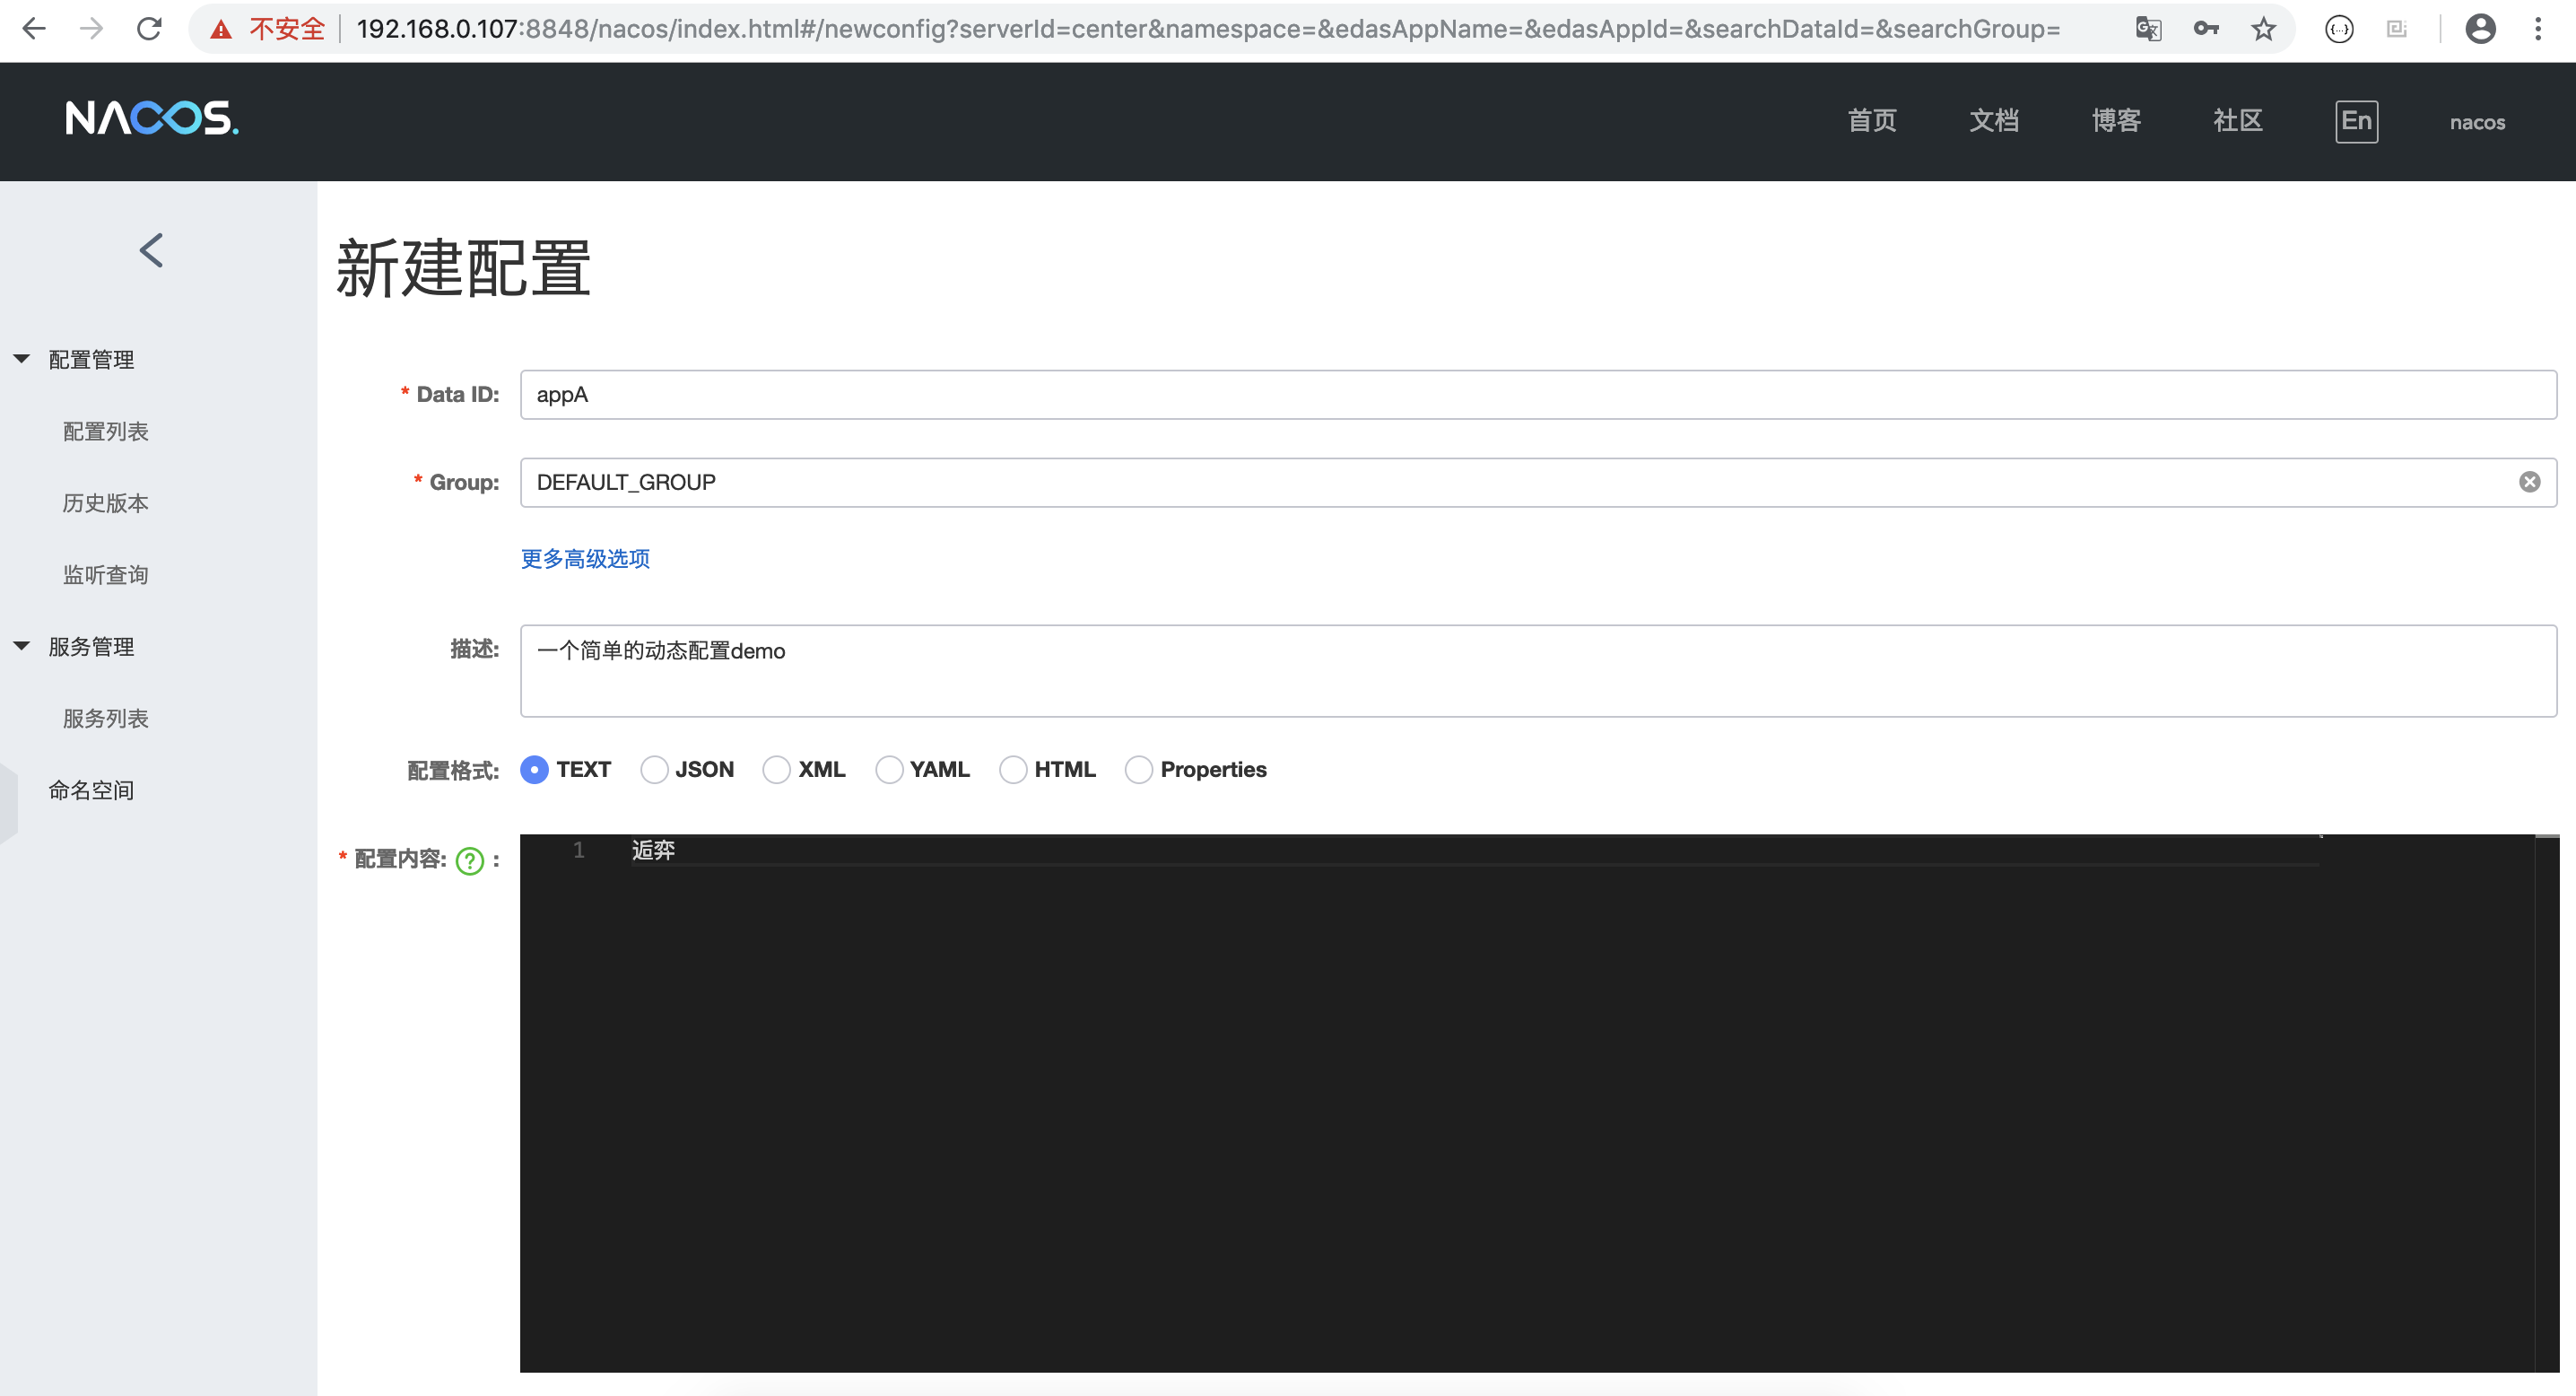 不安全 192.168.0.107:8848/nacos/index.html#/newconfig?serverId=center&namespace=&edasAppName=&edasAppId=&searchDataId=&searchGroup=
NACOS. 首页 文档 博客 社区 En nacos
新建配置
配置管理
配置列表
历史版本
监听查询
服务管理
服务列表
命名空间
* Data ID: appA
* Group: DEFAULT_GROUP
更多高级选项
描述: 一个简单的动态配置demo
配置格式: TEXT JSON XML YAML HTML Properties
* 配置内容: ? :
1 逅弈